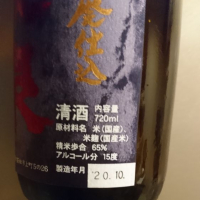 仕込
清酒 内容量
720ml
原材料名 米(国産)、
米麹(国産米)
精米歩合 65%
アルコール分 15度
製造年月 20.10.